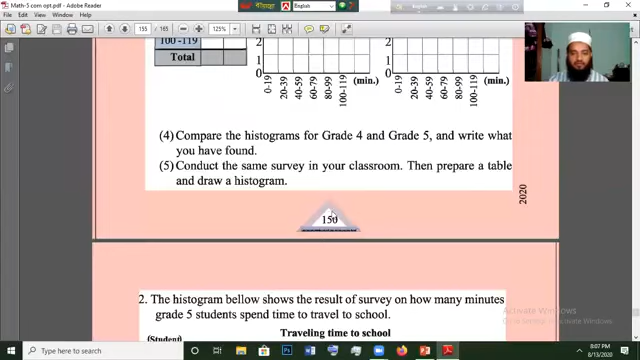 Math-5 com opt.pdf
English
File Edit View Window Help
155 / 165 125%
100 -119
Total
2
1
0
0-19
20-39
40-59
60-79
80-99
100-119
(min.)
2
1
0
0-19
20-39
40-59
60-79
80-99
100-119
(min.)
(4) Compare the histograms for Grade 4 and Grade 5, and write what
you have found.
(5) Conduct the same survey in your classroom. Then prepare a table
and draw a histogram.
2020
150
2. The histogram bellow shows the result of survey on how many minutes
grade 5 students spend time to travel to school.
Traveling time to school
(Student)
Activate Windows
Type here to search
8:07 PM
8/13/2020